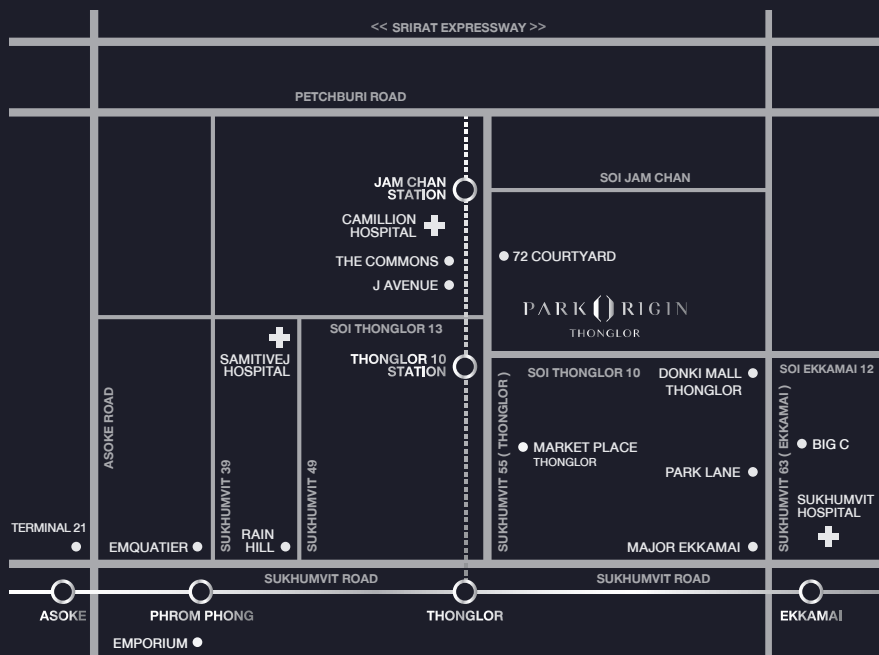 << SRIRAT EXPRESSWAY >>
PETCHBURI ROAD
JAM CHAN
STATION
SOI JAM CHAN
CAMILLION
HOSPITAL
THE COMMONS
72 COURTYARD
J AVENUE
PARK ORIGIN
THONGLOR
SOI THONGLOR 13
SAMITIVEJ
HOSPITAL
THONGLOR 10
STATION
SOI THONGLOR 10
DONKI MALL
THONGLOR
SOI EKKAMAI 12
ASOKE ROAD
SUKHUMVIT 39
SUKHUMVIT 49
SUKHUMVIT 55 ( THONGLOR )
SUKHUMVIT 63 ( EKKAMAI )
MARKET PLACE
THONGLOR
BIG C
PARK LANE
SUKHUMVIT
HOSPITAL
TERMINAL 21
EMQUATIER
RAIN
HILL
MAJOR EKKAMAI
SUKHUMVIT ROAD
SUKHUMVIT ROAD
ASOKE
PHROM PHONG
THONGLOR
EKKAMAI
EMPORIUM